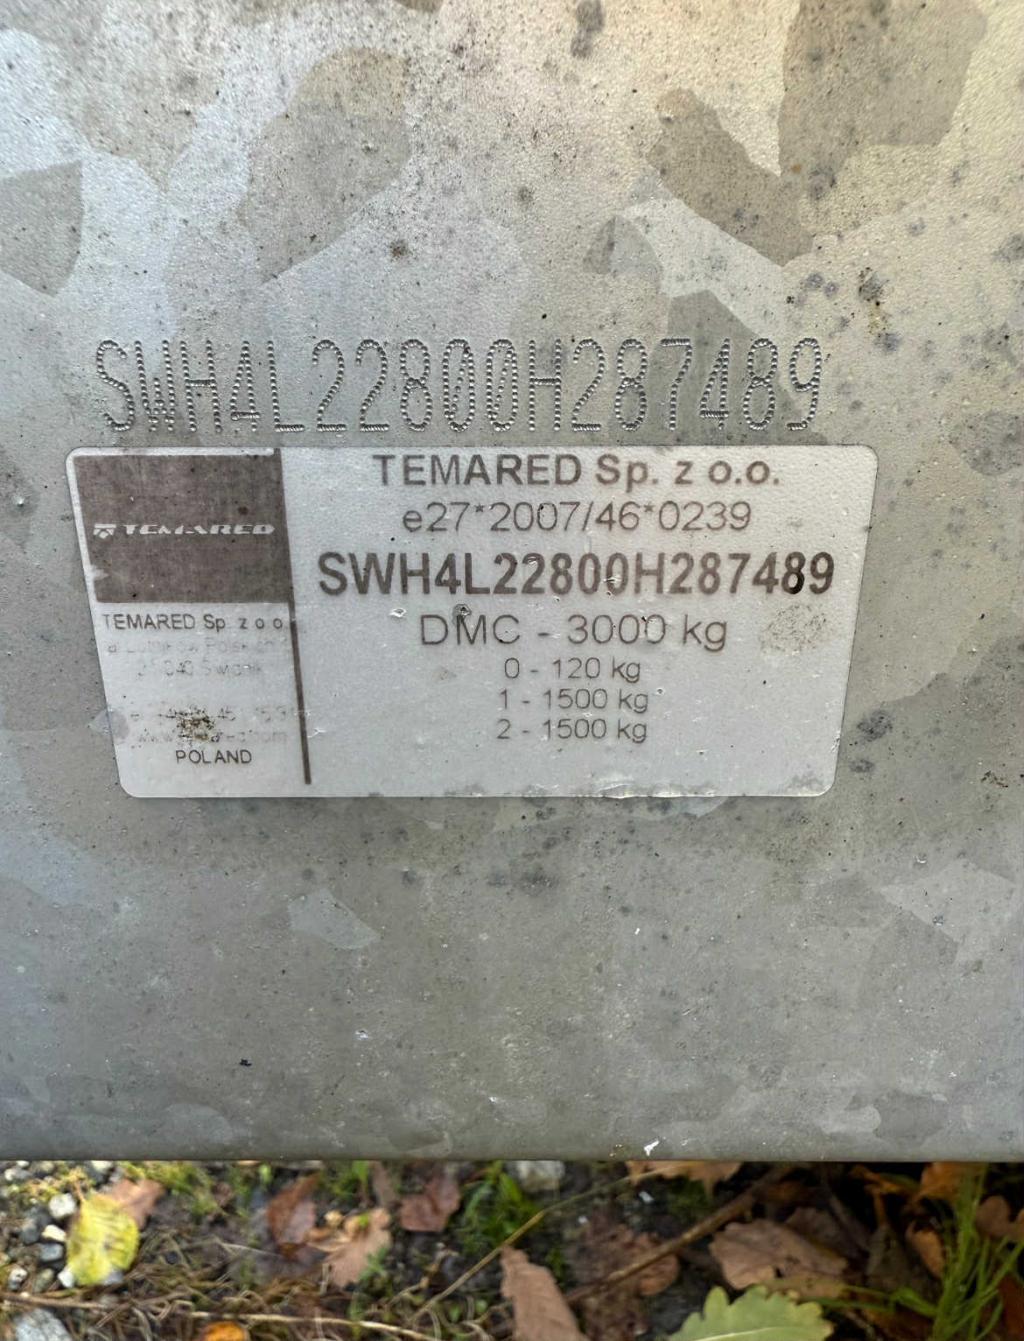 SWH4L22800H287489
TEMARED
TEMARED Sp. z o.o.
POLAND
TEMARED Sp. z o.o.
e27*2007/46*0239
SWH4L22800H287489
DMC - 3000 kg
0 - 120 kg
1 - 1500 kg
2 - 1500 kg